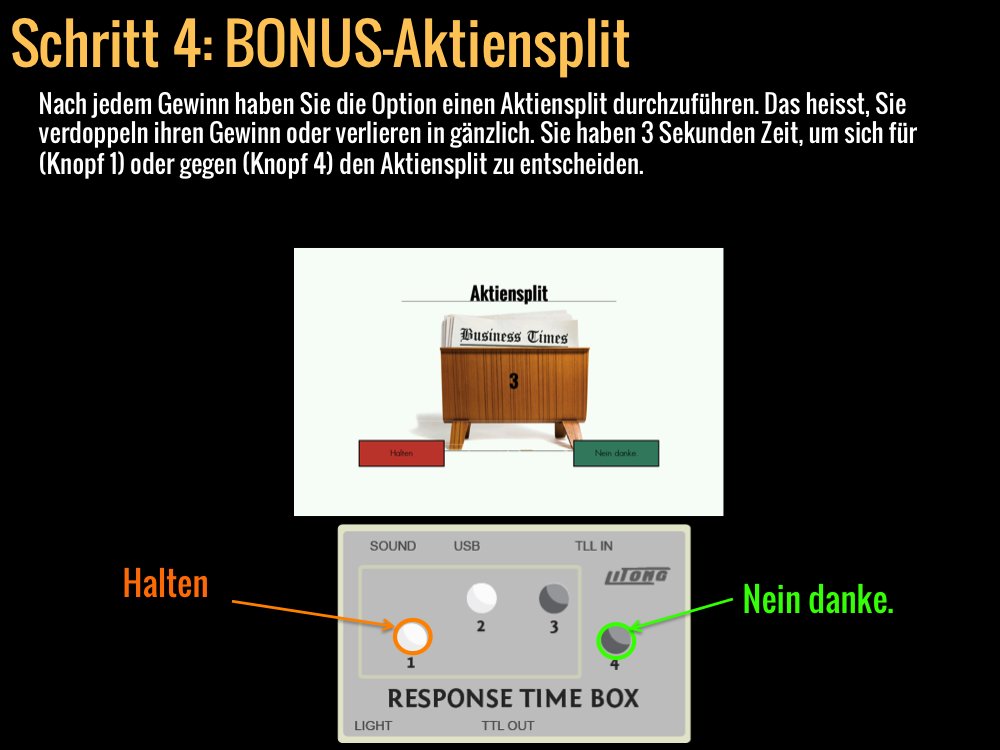 Schritt 4: BONUS-Aktiensplit
Nach jedem Gewinn haben Sie die Option einen Aktiensplit durchzuführen. Das heisst, Sie
verdoppeln ihren Gewinn oder verlieren in gänzlich. Sie haben 3 Sekunden Zeit, um sich für
(Knopf 1) oder gegen (Knopf 4) den Aktiensplit zu entscheiden.
Aktiensplit
Business Times
3
Halten
Nein danke.
SOUND USB TLL IN
LITONG
Halten
Nein danke.
2 3
1 4
RESPONSE TIME BOX
LIGHT TTL OUT